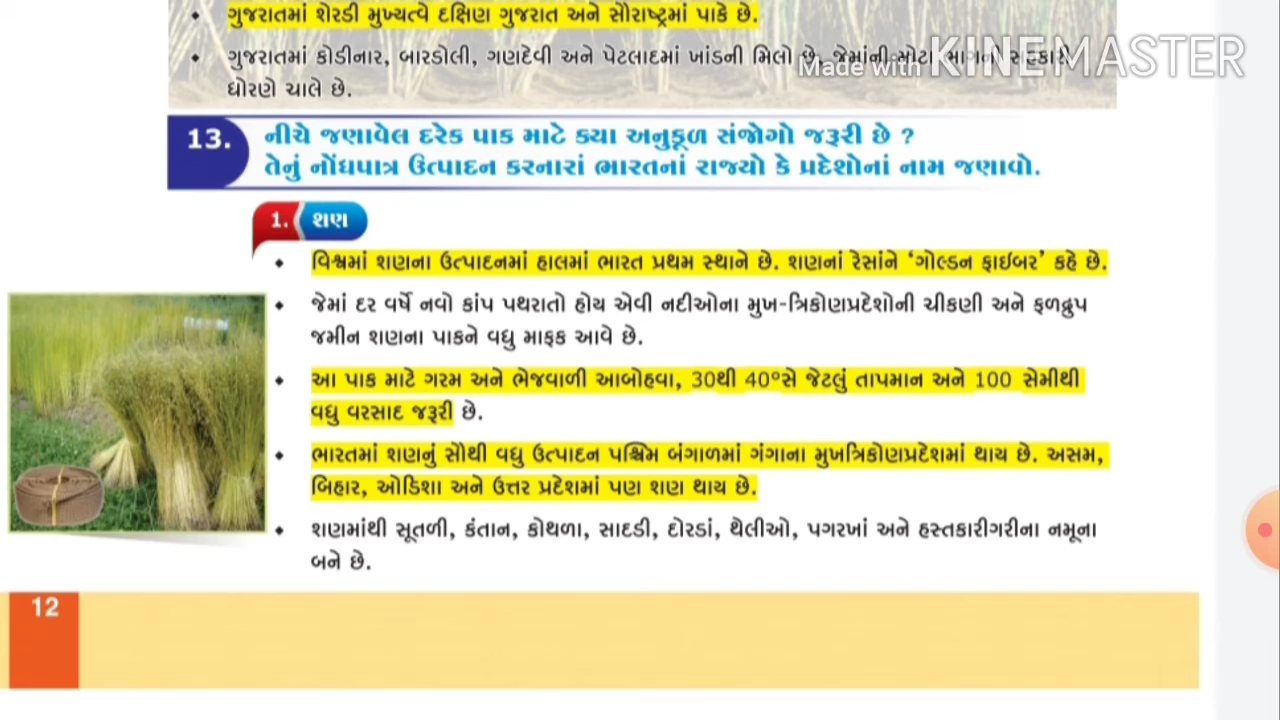 ગુજરાતમાં શેરડી મુખ્યત્વે દક્ષિણ ગુજરાત અને સૌરાષ્ટ્રમાં પાકે છે.
ગુજરાતમાં કોડીનાર, બારડોલી, ગણદેવી અને પેટલાદમાં ખાંડની મિલો છે, જેમાંની મોટા ભાગની સહકારી
Made with KINEMASTER
ધોરણે ચાલે છે.
13. નીચે જણાવેલ દરેક પાક માટે ક્યા અનુકૂળ સંજોગો જરૂરી છે ?
તેનું નોંધપાત્ર ઉત્પાદન કરનારાં ભારતનાં રાજ્યો કે પ્રદેશોનાં નામ જણાવો.
1. શણ
વિશ્વમાં શણના ઉત્પાદનમાં હાલમાં ભારત પ્રથમ સ્થાને છે. શણનાં રેસાંને ‘ગોલ્ડન ફાઈબર’ કહે છે.
જેમાં દર વર્ષે નવો કાંપ પથરાતો હોય એવી નદીઓના મુખ-ત્રિકોણપ્રદેશોની ચીકણી અને ફળદ્રુપ
જમીન શણના પાકને વધુ માફક આવે છે.
આ પાક માટે ગરમ અને ભેજવાળી આબોહવા, 30થી 40°સે જેટલું તાપમાન અને 100 સેમીથી
વધુ વરસાદ જરૂરી છે.
ભારતમાં શણનું સૌથી વધુ ઉત્પાદન પશ્ચિમ બંગાળમાં ગંગાના મુખત્રિકોણપ્રદેશમાં થાય છે. અસમ,
બિહાર, ઓડિશા અને ઉત્તર પ્રદેશમાં પણ શણ થાય છે.
શણમાંથી સૂતળી, કંતાન, કોથળા, સાદડી, દોરડાં, થેલીઓ, પગરખાં અને હસ્તકારીગરીના નમૂના
બને છે.
12